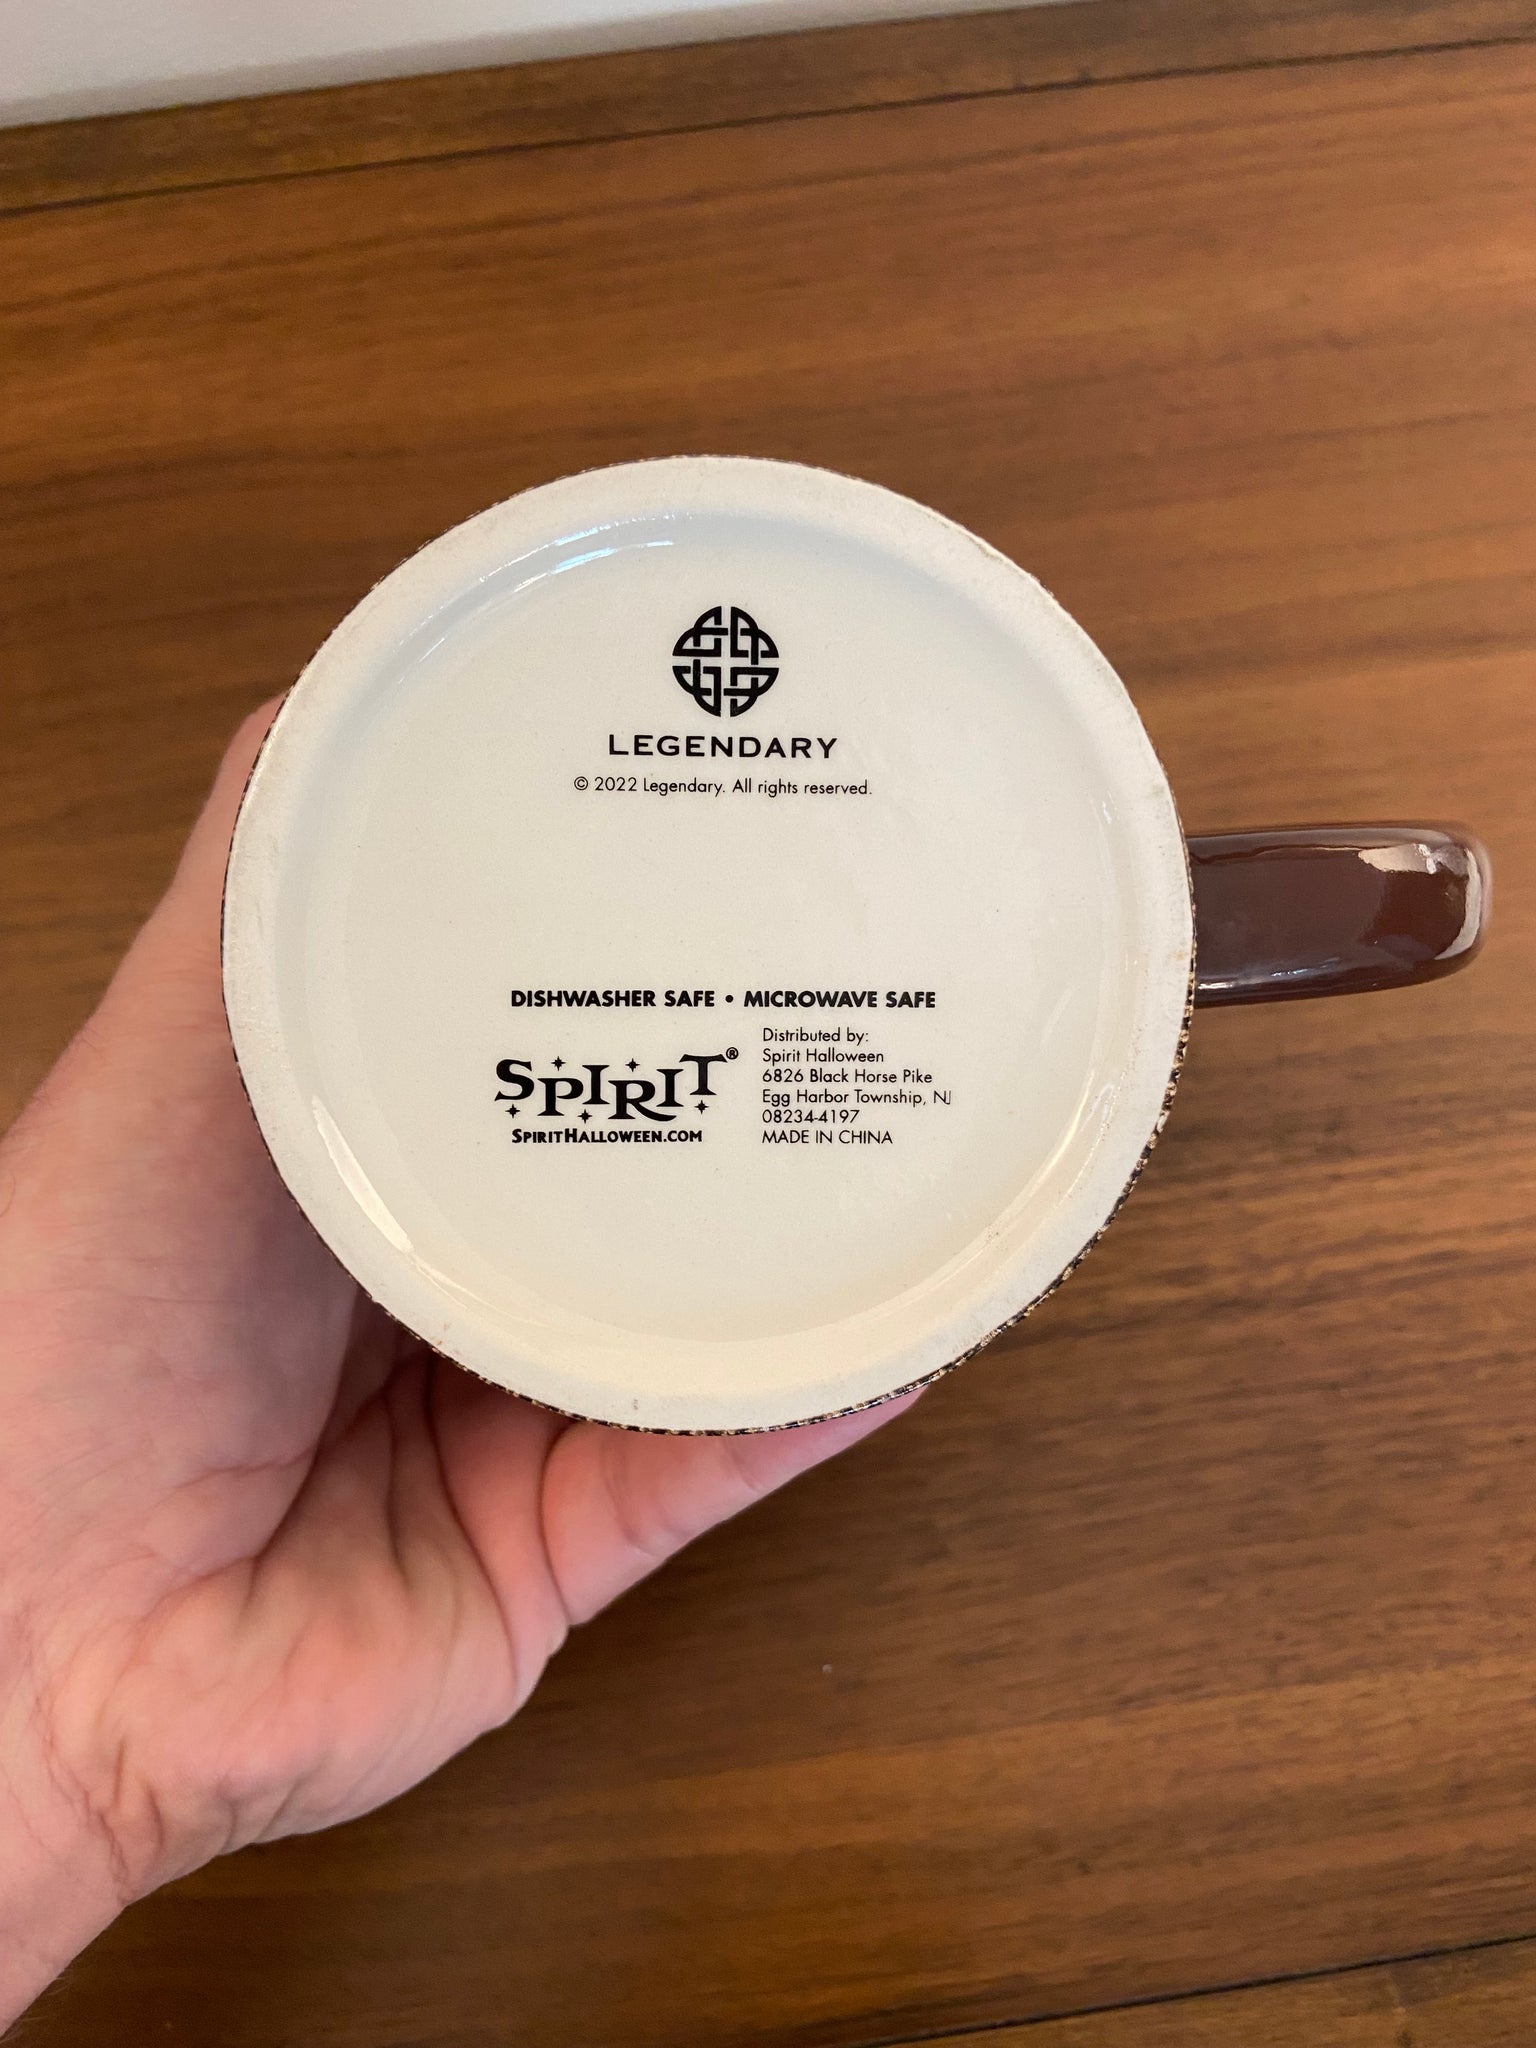 LEGENDARY
© 2022 Legendary. All rights reserved.
DISHWASHER SAFE • MICROWAVE SAFE
SPIRIT®
SPIRITHALLOWEEN.COM
Distributed by:
Spirit Halloween
6826 Black Horse Pike
Egg Harbor Township, NJ
08234-4197
MADE IN CHINA